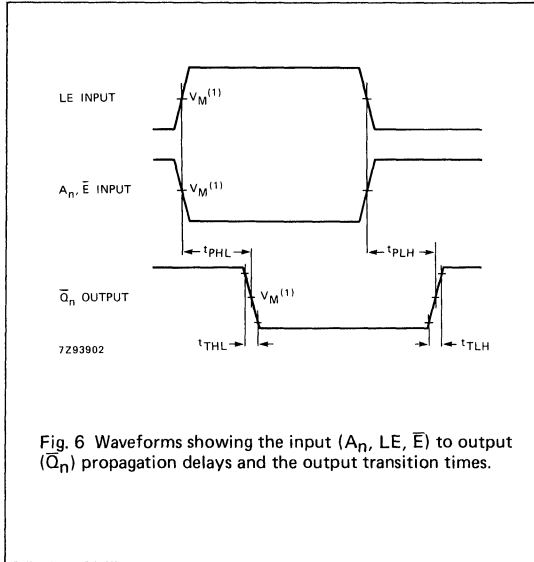 LE INPUT
V_M(1)
A_n, E̅ INPUT
V_M(1)
t_PHL
t_PLH
Q̅_n OUTPUT
V_M(1)
7Z93902
t_THL
t_TLH
Fig. 6 Waveforms showing the input (A_n, LE, E̅) to output
(Q̅_n) propagation delays and the output transition times.